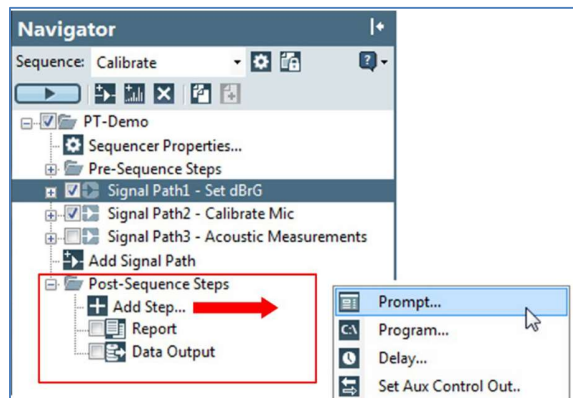 Navigator
Sequence: Calibrate
PT-Demo
Sequencer Properties...
Pre-Sequence Steps
Signal Path1 - Set dBrG
Signal Path2 - Calibrate Mic
Signal Path3 - Acoustic Measurements
Add Signal Path
Post-Sequence Steps
Add Step...
Report
Data Output
Prompt...
C:\ Program...
Delay...
Set Aux Control Out..